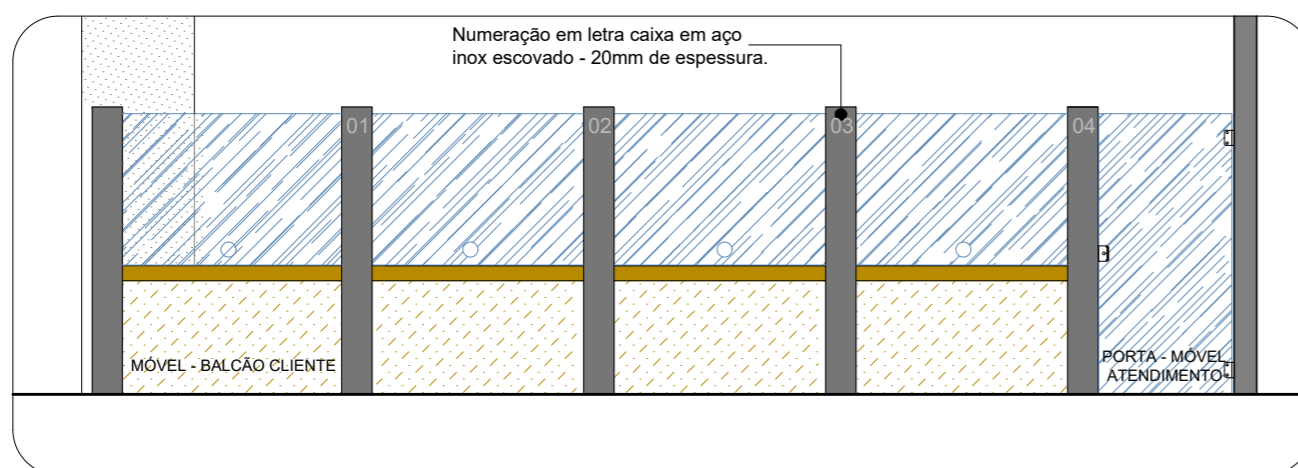 Numeração em letra caixa em aço
inox escovado - 20mm de espessura.
01
02
03
04
MÓVEL - BALCÃO CLIENTE
PORTA - MÓVEL
ATENDIMENTO